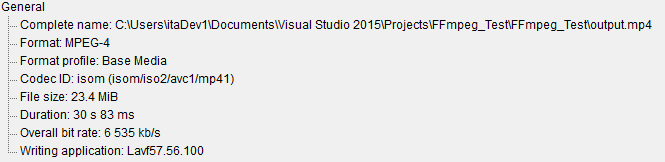 General
Complete name: C:\Users\itaDev1\Documents\Visual Studio 2015\Projects\FFmpeg_Test\FFmpeg_Test\output.mp4
Format: MPEG-4
Format profile: Base Media
Codec ID: isom (isom/iso2/avc1/mp41)
File size: 23.4 MiB
Duration: 30 s 83 ms
Overall bit rate: 6 535 kb/s
Writing application: Lavf57.56.100